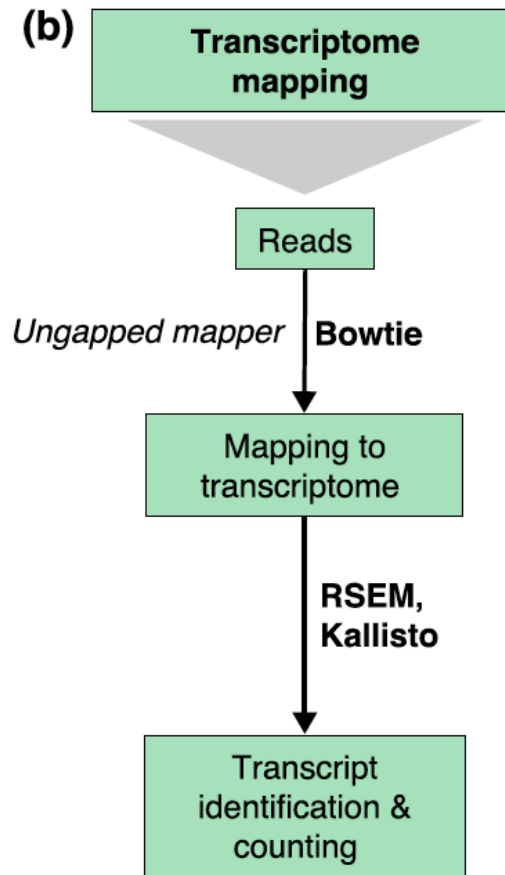 (b)
Transcriptome
mapping
Reads
Ungapped mapper
Bowtie
Mapping to
transcriptome
RSEM,
Kallisto
Transcript
identification &
counting